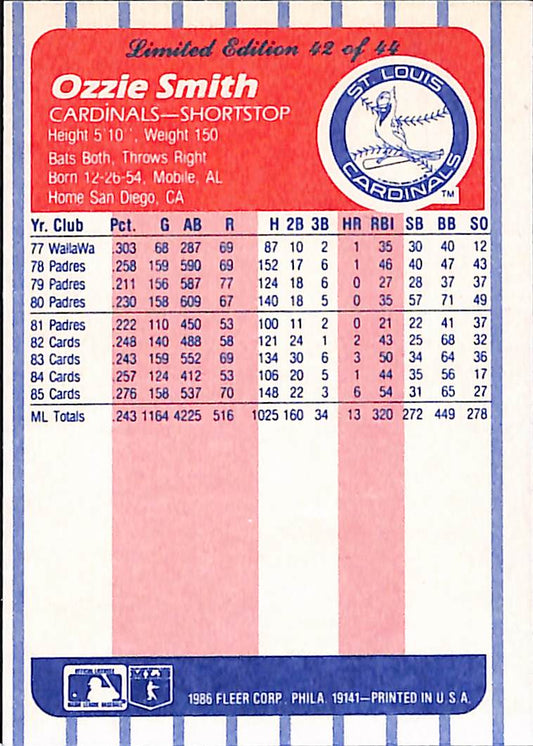 Limited Edition 42 of 44
Ozzie Smith
CARDINALS—SHORTSTOP
Height 5'10", Weight 150
Bats Both, Throws Right
Born 12-26-54, Mobile, AL
Home San Diego, CA
ST. LOUIS
CARDINALS
TM
Yr. Club Pct. G AB R H 2B 3B HR RBI SB BB SO
77 WallaWa .303 68 287 69 87 10 2 1 35 30 40 12
78 Padres .258 159 590 69 152 17 6 1 46 40 47 43
79 Padres .211 156 587 77 124 18 6 0 27 28 37 37
80 Padres .230 158 609 67 140 18 5 0 35 57 71 49
81 Padres .222 110 450 53 100 11 2 0 21 22 41 37
82 Cards .248 140 488 58 121 24 1 2 43 25 68 32
83 Cards .243 159 552 69 134 30 6 3 50 34 64 36
84 Cards .257 124 412 53 106 20 5 1 44 35 56 17
85 Cards .276 158 537 70 148 22 3 6 54 31 65 27
ML Totals .243 1164 4225 516 1025 160 34 13 320 272 449 278
1986 FLEER CORP. PHILA. 19141—PRINTED IN U.S.A.